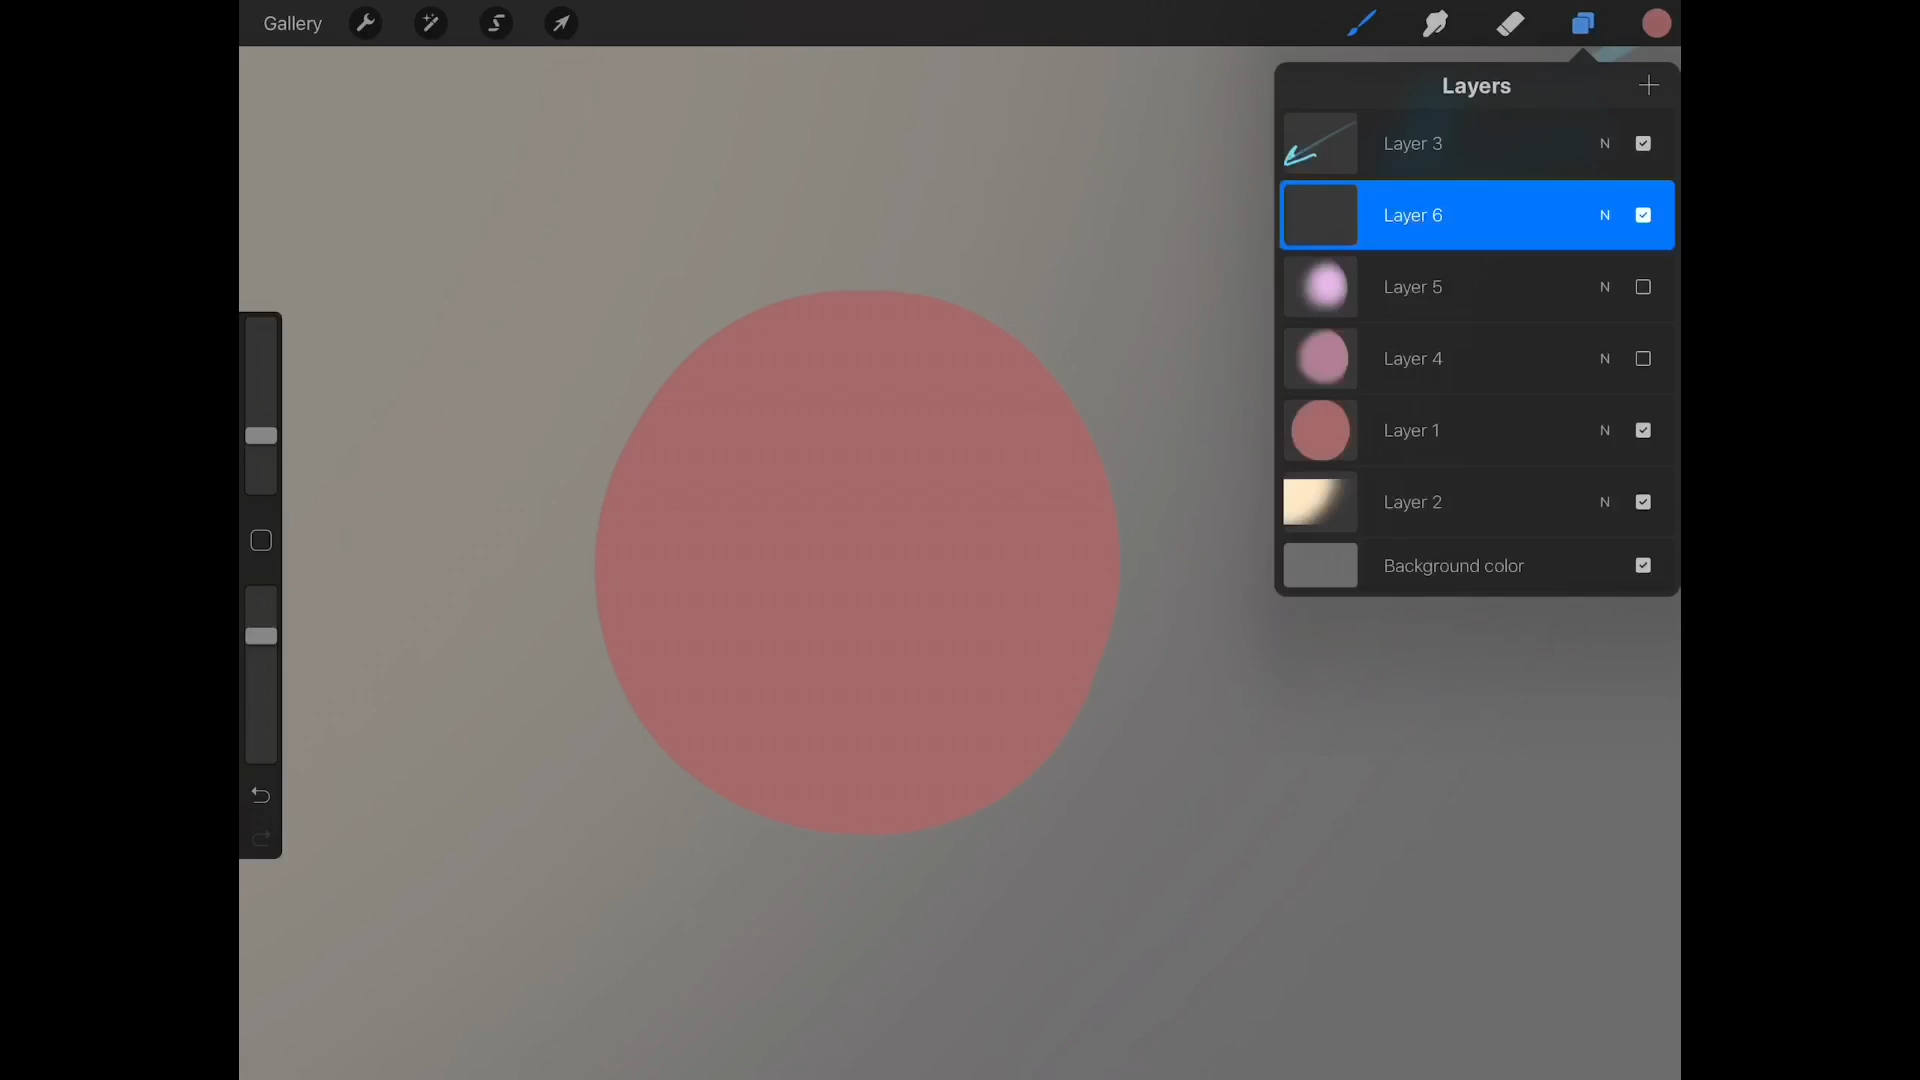 Gallery
Layers
Layer 3 N
Layer 6 N
Layer 5 N
Layer 4 N
Layer 1 N
Layer 2 N
Background color